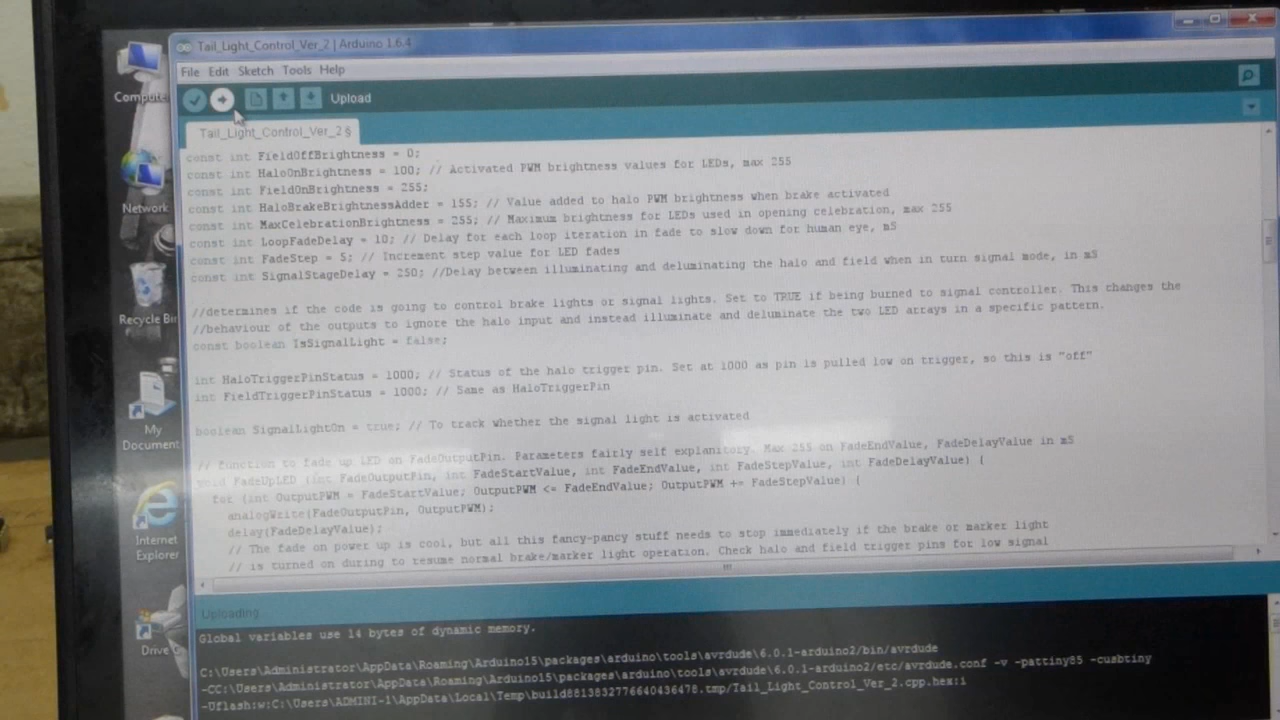 Tail_Light_Control_Ver_2 | Arduino 1.6.4
File Edit Sketch Tools Help
Upload
Tail_Light_Control_Ver_2 §
const int FieldOffBrightness = 0;
const int HaloOnBrightness = 100; // Activated PWM brightness values for LEDs, max 255
const int FieldOnBrightness = 255;
const int HaloBrakeBrightnessAdder = 155; // Value added to halo PWM brightness when brake activated
const int MaxCelebrationBrightness = 255; // Maximum brightness for LEDs used in opening celebration, max 255
const int LoopFadeDelay = 10; // Delay for each loop iteration in fade to slow down for human eye, mS
const int FadeStep = 5; // Increment step value for LED fades
const int SignalStageDelay = 250; //Delay between illuminating and deluminating the halo and field when in turn signal mode, in mS
//determines if the code is going to control brake lights or signal lights. Set to TRUE if being burned to signal controller. This changes the
//behaviour of the outputs to ignore the halo input and instead illuminate and deluminate the two LED arrays in a specific pattern.
const boolean IsSignalLight = false;
int HaloTriggerPinStatus = 1000; // Status of the halo trigger pin. Set at 1000 as pin is pulled low on trigger, so this is "off"
int FieldTriggerPinStatus = 1000; // Same as HaloTriggerPin
boolean SignalLightOn = true; // To track whether the signal light is activated
// function to fade up LED on FadeOutputPin. Parameters fairly self explanitory. Max 255 on FadeEndValue, FadeDelayValue in mS
void FadeUpLED (int FadeOutputPin, int FadeStartValue, int FadeEndValue, int FadeStepValue, int FadeDelayValue) {
for (int OutputPWM = FadeStartValue; OutputPWM <= FadeEndValue; OutputPWM += FadeStepValue) {
analogWrite(FadeOutputPin, OutputPWM);
delay(FadeDelayValue);
// The fade on power up is cool, but all this fancy-pancy stuff needs to stop immediately if the brake or marker light
// is turned on during to resume normal brake/marker light operation. Check halo and field trigger pins for low signal
Uploading
Global variables use 14 bytes of dynamic memory.
C:\Users\Administrator\AppData\Roaming\Arduino15\packages\arduino\tools\avrdude\6.0.1-arduino2/bin/avrdude
-CC:\Users\Administrator\AppData\Roaming\Arduino15\packages\arduino\tools\avrdude\6.0.1-arduino2/etc/avrdude.conf -v -pattiny85 -cusbtiny
-Uflash:w:C:\Users\ADMINI~1\AppData\Local\Temp\build8813832776640436478.tmp/Tail_Light_Control_Ver_2.cpp.hex:i
Compute
Network
Recycle Bin
My
Document
Internet
Explorer
Drive